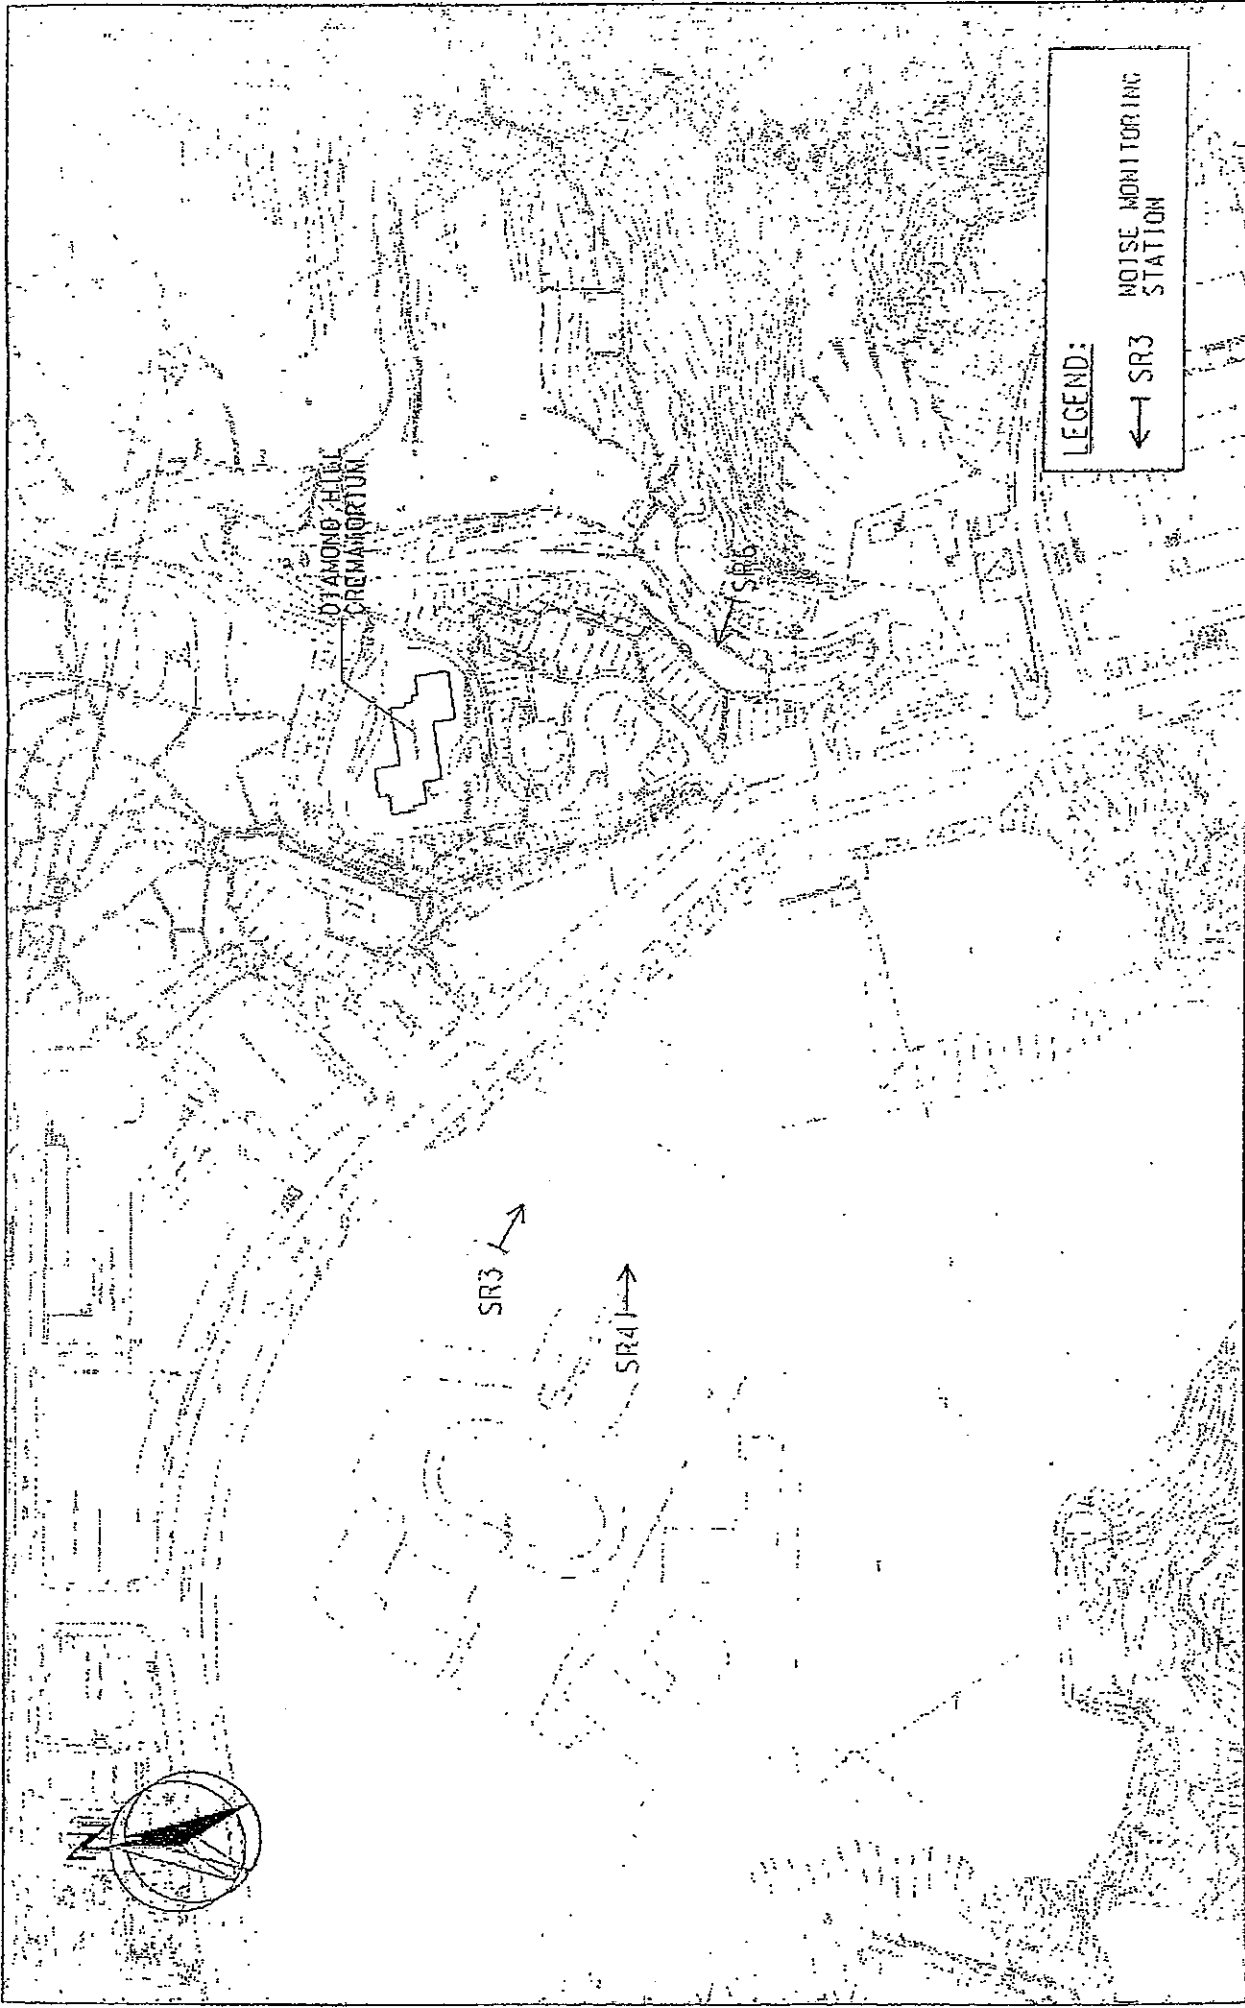 N
DIAMOND HILL
CREMATORIUM
SR6
SR3
SR4
LEGEND:
SR3 NOISE MONITORING
STATION